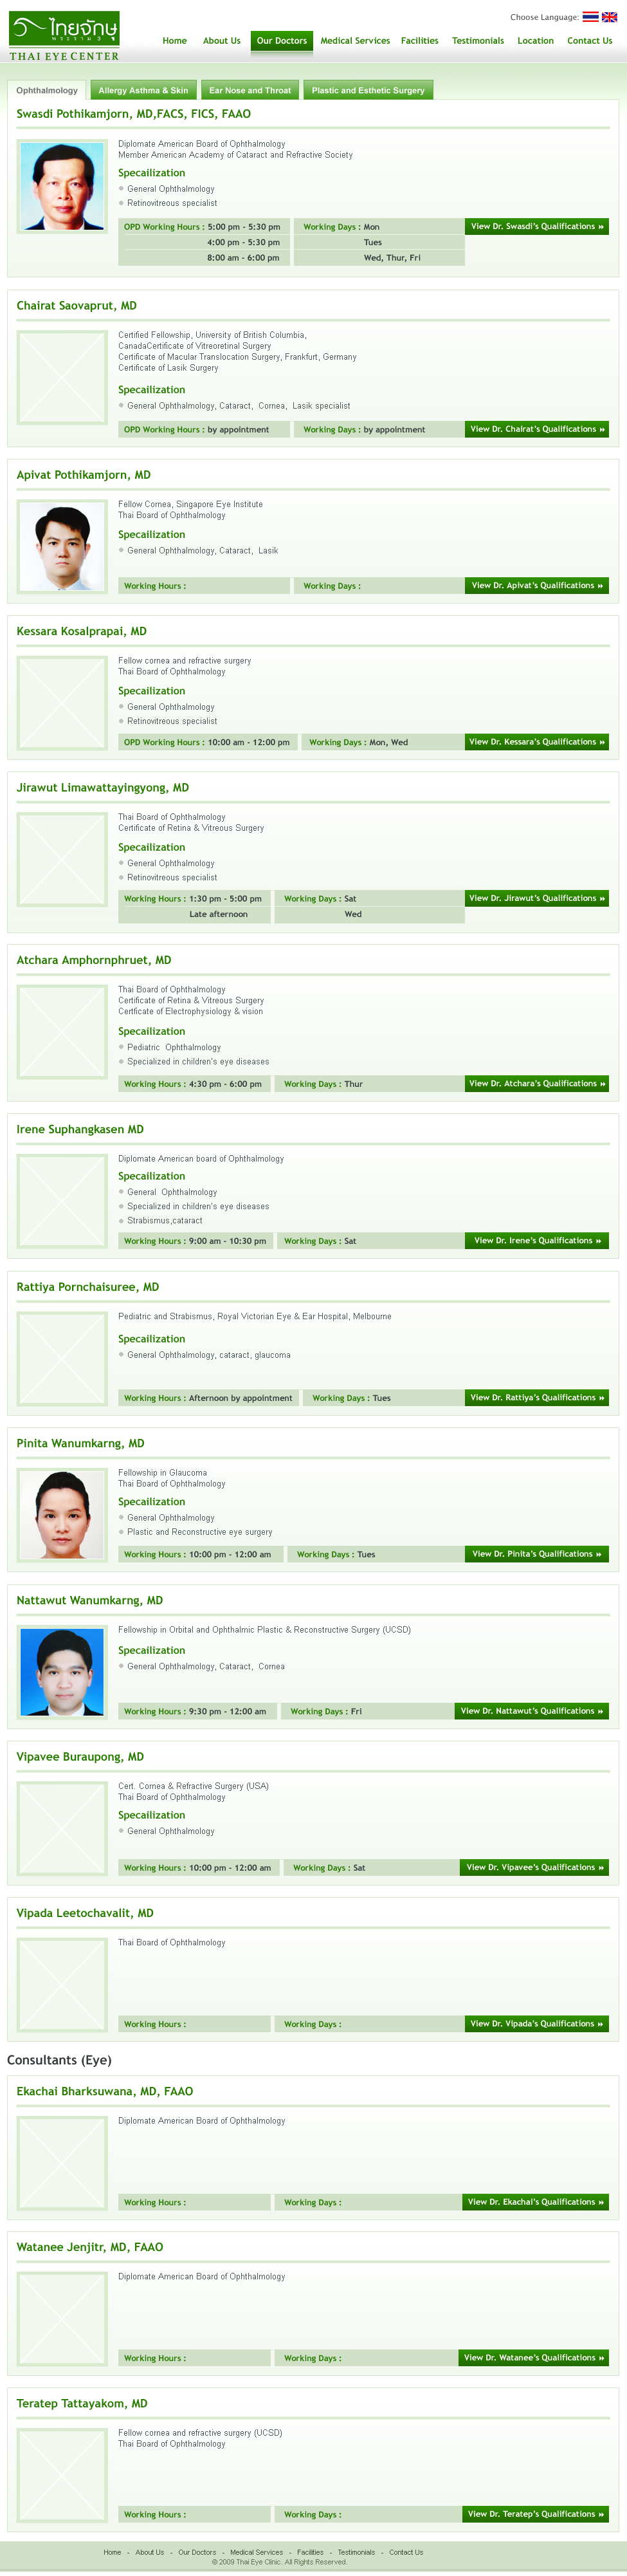 Choose Language:
ไทยจักษุ
พระราม 6
THAI EYE CENTER
Home About Us Our Doctors Medical Services Facilities Testimonials Location Contact Us
Ophthalmology Allergy Asthma & Skin Ear Nose and Throat Plastic and Esthetic Surgery
Swasdi Pothikamjorn, MD,FACS, FICS, FAAO
Diplomate American Board of Ophthalmology
Member American Academy of Cataract and Refractive Society
Specailization
General Ophthalmology
Retinovitreous specialist
OPD Working Hours : 5:00 pm - 5:30 pm Working Days : Mon View Dr. Swasdi's Qualifications »
4:00 pm - 5:30 pm Tues
8:00 am - 6:00 pm Wed, Thur, Fri
Chairat Saovaprut, MD
Certified Fellowship, University of British Columbia,
CanadaCertificate of Vitreoretinal Surgery
Certificate of Macular Translocation Surgery, Frankfurt, Germany
Certificate of Lasik Surgery
Specailization
General Ophthalmology, Cataract, Cornea, Lasik specialist
OPD Working Hours : by appointment Working Days : by appointment View Dr. Chairat's Qualifications »
Apivat Pothikamjorn, MD
Fellow Cornea, Singapore Eye Institute
Thai Board of Ophthalmology
Specailization
General Ophthalmology, Cataract, Lasik
Working Hours : Working Days : View Dr. Apivat's Qualifications »
Kessara Kosalprapai, MD
Fellow cornea and refractive surgery
Thai Board of Ophthalmology
Specailization
General Ophthalmology
Retinovitreous specialist
OPD Working Hours : 10:00 am - 12:00 pm Working Days : Mon, Wed View Dr. Kessara's Qualifications »
Jirawut Limawattayingyong, MD
Thai Board of Ophthalmology
Certificate of Retina & Vitreous Surgery
Specailization
General Ophthalmology
Retinovitreous specialist
Working Hours : 1:30 pm - 5:00 pm Working Days : Sat View Dr. Jirawut's Qualifications »
Late afternoon Wed
Atchara Amphornphruet, MD
Thai Board of Ophthalmology
Certificate of Retina & Vitreous Surgery
Certficate of Electrophysiology & vision
Specailization
Pediatric Ophthalmology
Specialized in children's eye diseases
Working Hours : 4:30 pm - 6:00 pm Working Days : Thur View Dr. Atchara's Qualifications »
Irene Suphangkasen MD
Diplomate American board of Ophthalmology
Specailization
General Ophthalmology
Specialized in children's eye diseases
Strabismus,cataract
Working Hours : 9:00 am - 10:30 pm Working Days : Sat View Dr. Irene's Qualifications »
Rattiya Pornchaisuree, MD
Pediatric and Strabismus, Royal Victorian Eye & Ear Hospital, Melbourne
Specailization
General Ophthalmology, cataract, glaucoma
Working Hours : Afternoon by appointment Working Days : Tues View Dr. Rattiya's Qualifications »
Pinita Wanumkarng, MD
Fellowship in Glaucoma
Thai Board of Ophthalmology
Specailization
General Ophthalmology
Plastic and Reconstructive eye surgery
Working Hours : 10:00 pm - 12:00 am Working Days : Tues View Dr. Pinita's Qualifications »
Nattawut Wanumkarng, MD
Fellowship in Orbital and Ophthalmic Plastic & Reconstructive Surgery (UCSD)
Specailization
General Ophthalmology, Cataract, Cornea
Working Hours : 9:30 pm - 12:00 am Working Days : Fri View Dr. Nattawut's Qualifications »
Vipavee Buraupong, MD
Cert. Cornea & Refractive Surgery (USA)
Thai Board of Ophthalmology
Specailization
General Ophthalmology
Working Hours : 10:00 pm - 12:00 am Working Days : Sat View Dr. Vipavee's Qualifications »
Vipada Leetochavalit, MD
Thai Board of Ophthalmology
Working Hours : Working Days : View Dr. Vipada's Qualifications »
Consultants (Eye)
Ekachai Bharksuwana, MD, FAAO
Diplomate American Board of Ophthalmology
Working Hours : Working Days : View Dr. Ekachai's Qualifications »
Watanee Jenjitr, MD, FAAO
Diplomate American Board of Ophthalmology
Working Hours : Working Days : View Dr. Watanee's Qualifications »
Teratep Tattayakom, MD
Fellow cornea and refractive surgery (UCSD)
Thai Board of Ophthalmology
Working Hours : Working Days : View Dr. Teratep's Qualifications »
Home - About Us - Our Doctors - Medical Services - Facilities - Testimonials - Contact Us
© 2009 Thai Eye Clinic. All Rights Reserved.